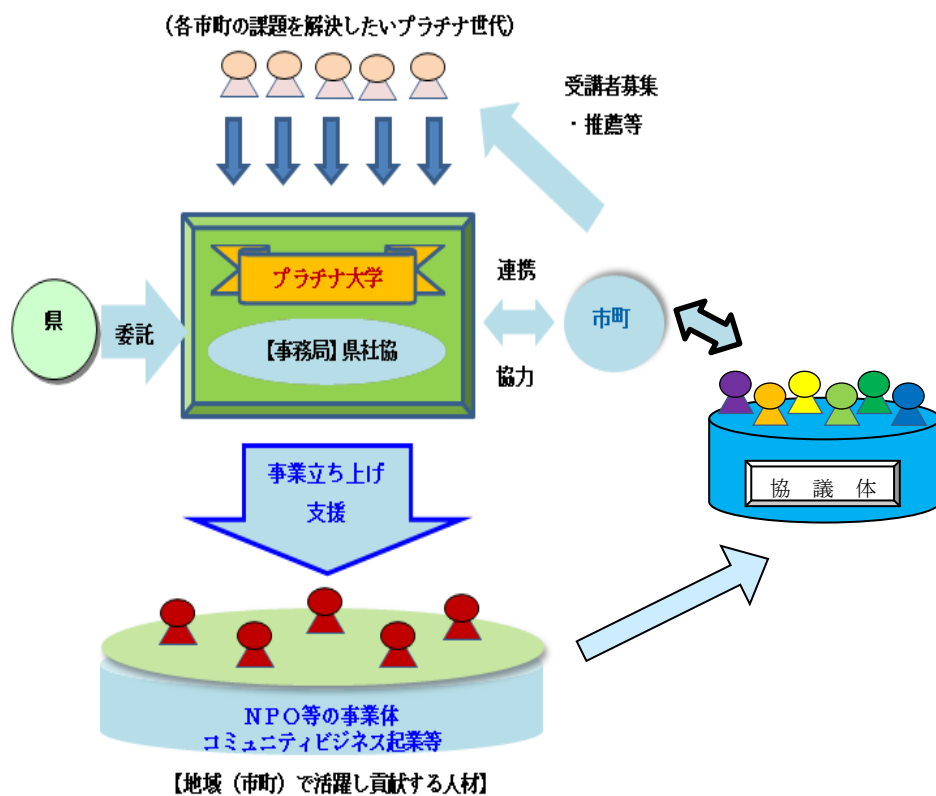 (各市町の課題を解決したいプラチナ世代)
受講者募集
・推薦等
プラチナ大学
連携
県
委託
【事務局】県社協
市町
協力
事業立ち上げ
支援
協 議 体
NPO等の事業体
コミュニティビジネス起業等
【地域(市町)で活躍し貢献する人材】